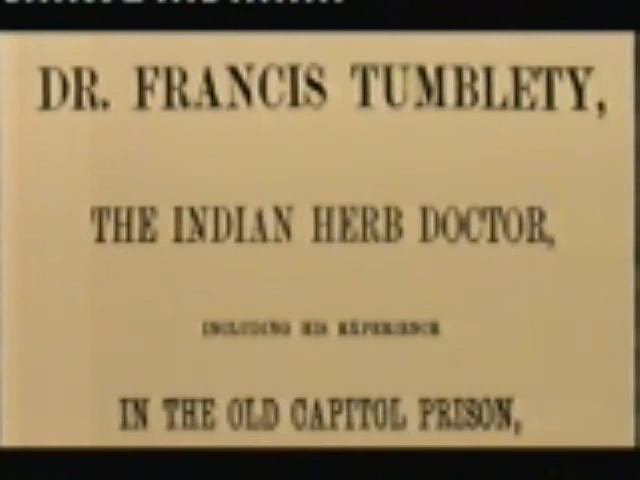 DR. FRANCIS TUMBLETY,
THE INDIAN HERB DOCTOR,
INCLUDING HIS EXPERIENCE
IN THE OLD CAPITOL PRISON,